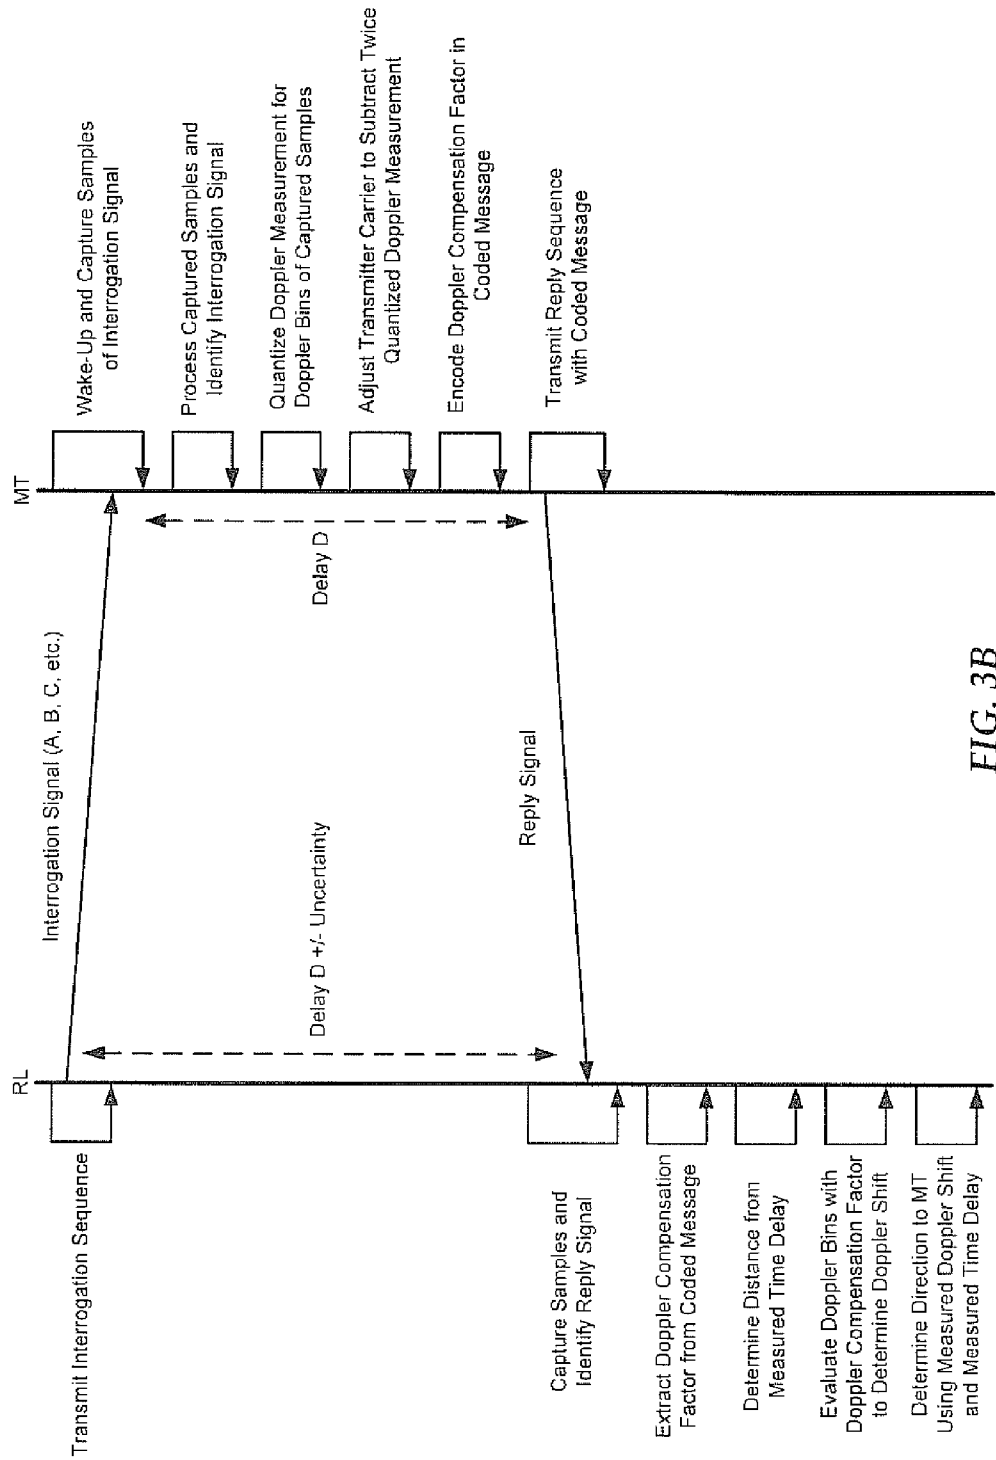 RL
MT
Transmit Interrogation Sequence
Interrogation Signal (A, B, C, etc.)
Wake-Up and Capture Samples
of Interrogation Signal
Process Captured Samples and
Identify Interrogation Signal
Quantize Doppler Measurement for
Doppler Bins of Captured Samples
Adjust Transmitter Carrier to Subtract Twice
Quantized Doppler Measurement
Encode Doppler Compensation Factor in
Coded Message
Transmit Reply Sequence
with Coded Message
Delay D +/- Uncertainty
Delay D
Reply Signal
Capture Samples and
Identify Reply Signal
Extract Doppler Compensation
Factor from Coded Message
Determine Distance from
Measured Time Delay
Evaluate Doppler Bins with
Doppler Compensation Factor
to Determine Doppler Shift
Determine Direction to MT
Using Measured Doppler Shift
and Measured Time Delay
FIG. 3B